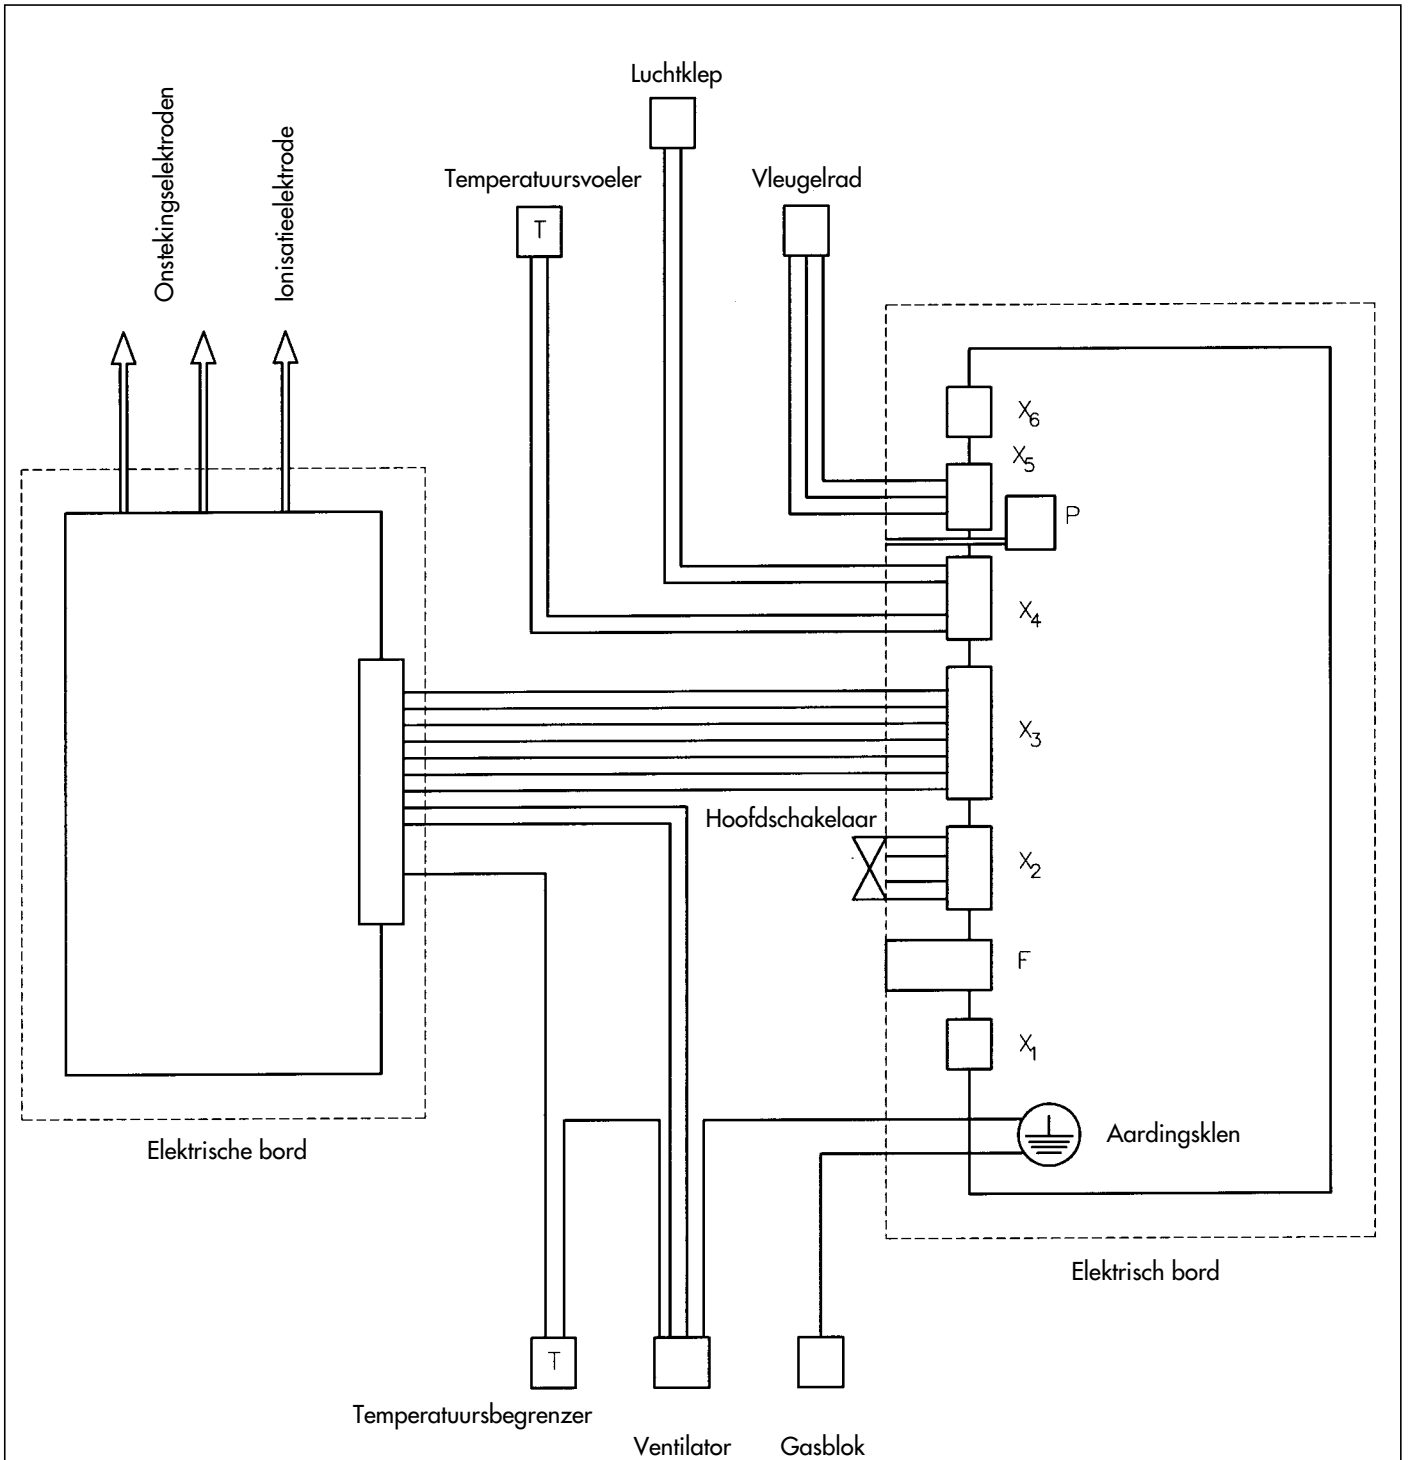 Luchtklep
Onstekingselektroden
Ionisatieelektrode
Temperatuursvoeler
Vleugelrad
T
X6
X5
P
X4
X3
Hoofdschakelaar
X2
F
X1
Aardingsklen
Elektrische bord
Elektrisch bord
T
Temperatuursbegrenzer
Ventilator
Gasblok